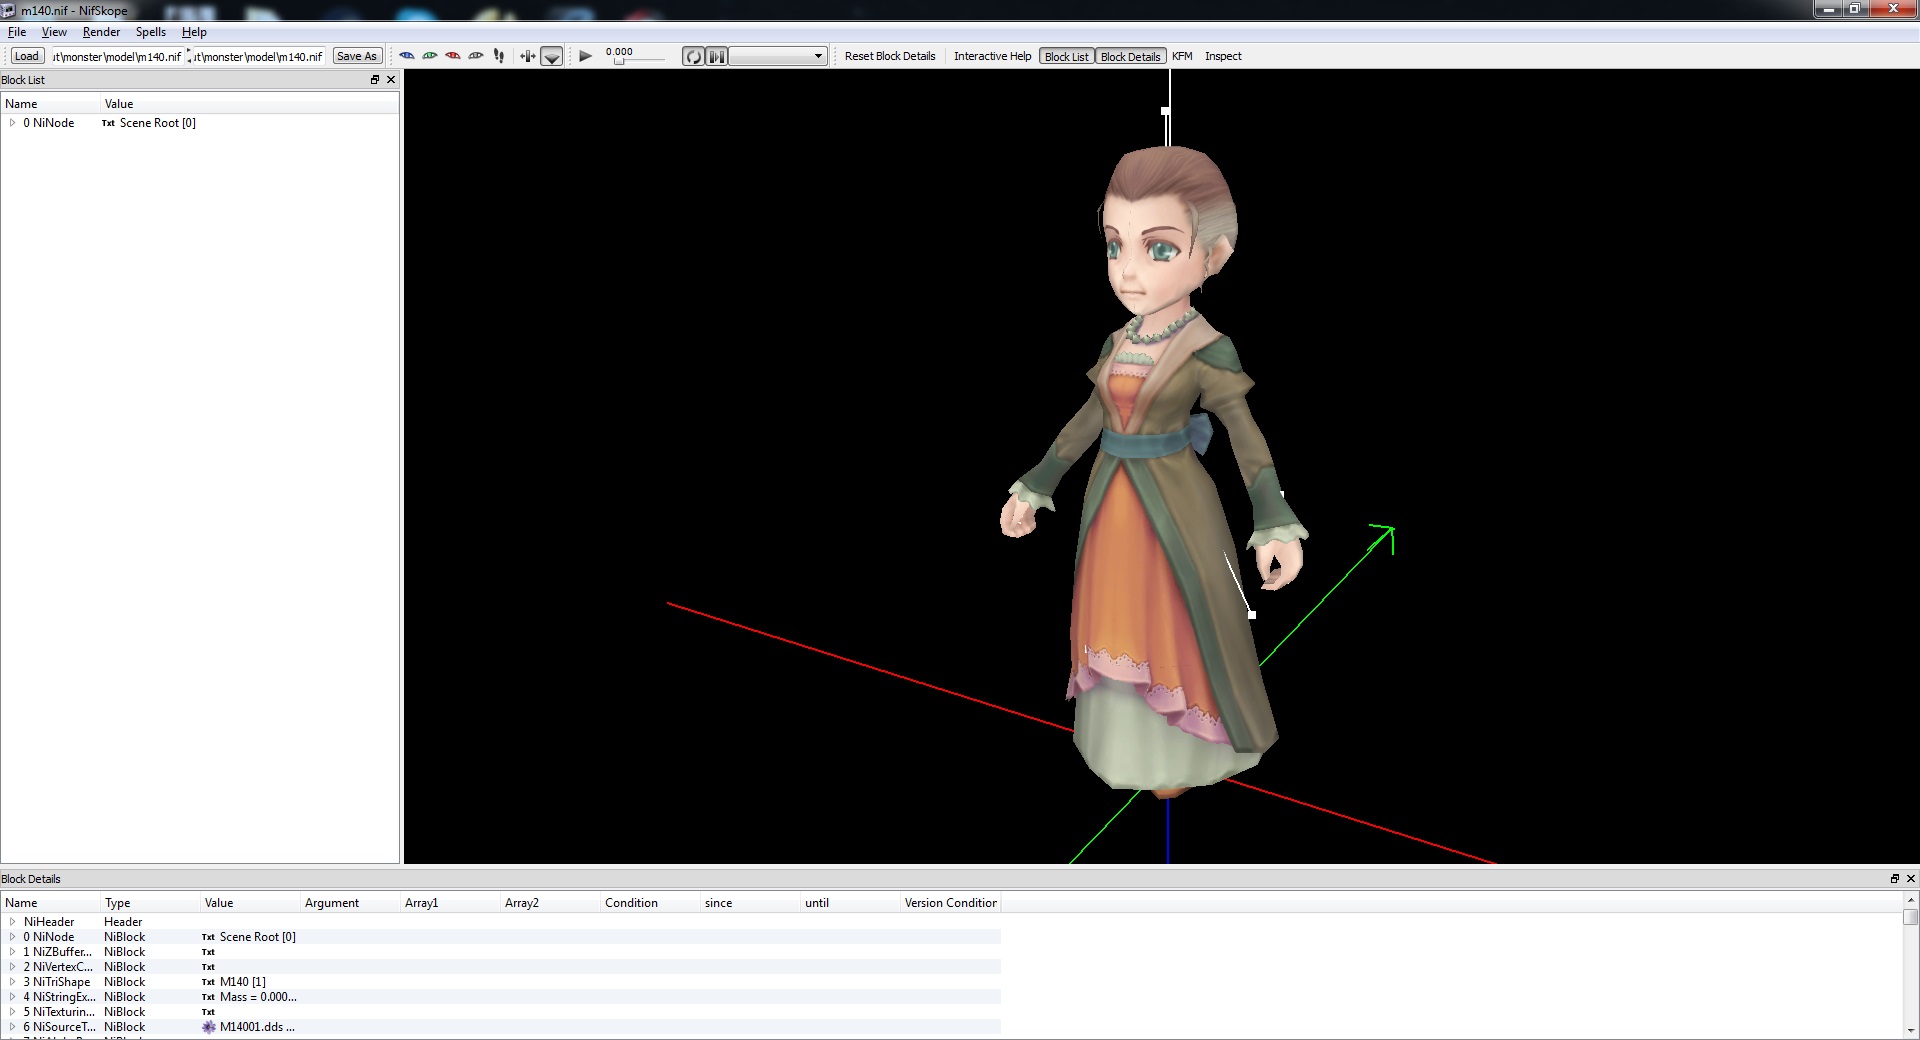 m140.nif - NifSkope
File View Render Spells Help
Load ut\monster\model\m140.nif ut\monster\model\m140.nif Save As 0.000 Reset Block Details Interactive Help Block List Block Details KFM Inspect
Block List
Name Value
0 NiNode Txt Scene Root [0]
Block Details
Name Type Value Argument Array1 Array2 Condition since until Version Condition
NiHeader Header
0 NiNode NiBlock Txt Scene Root [0]
1 NiZBuffer... NiBlock Txt
2 NiVertexC... NiBlock Txt
3 NiTriShape NiBlock Txt M140 [1]
4 NiStringEx... NiBlock Txt Mass = 0.000...
5 NiTexturin... NiBlock Txt
6 NiSourceT... NiBlock M14001.dds ...